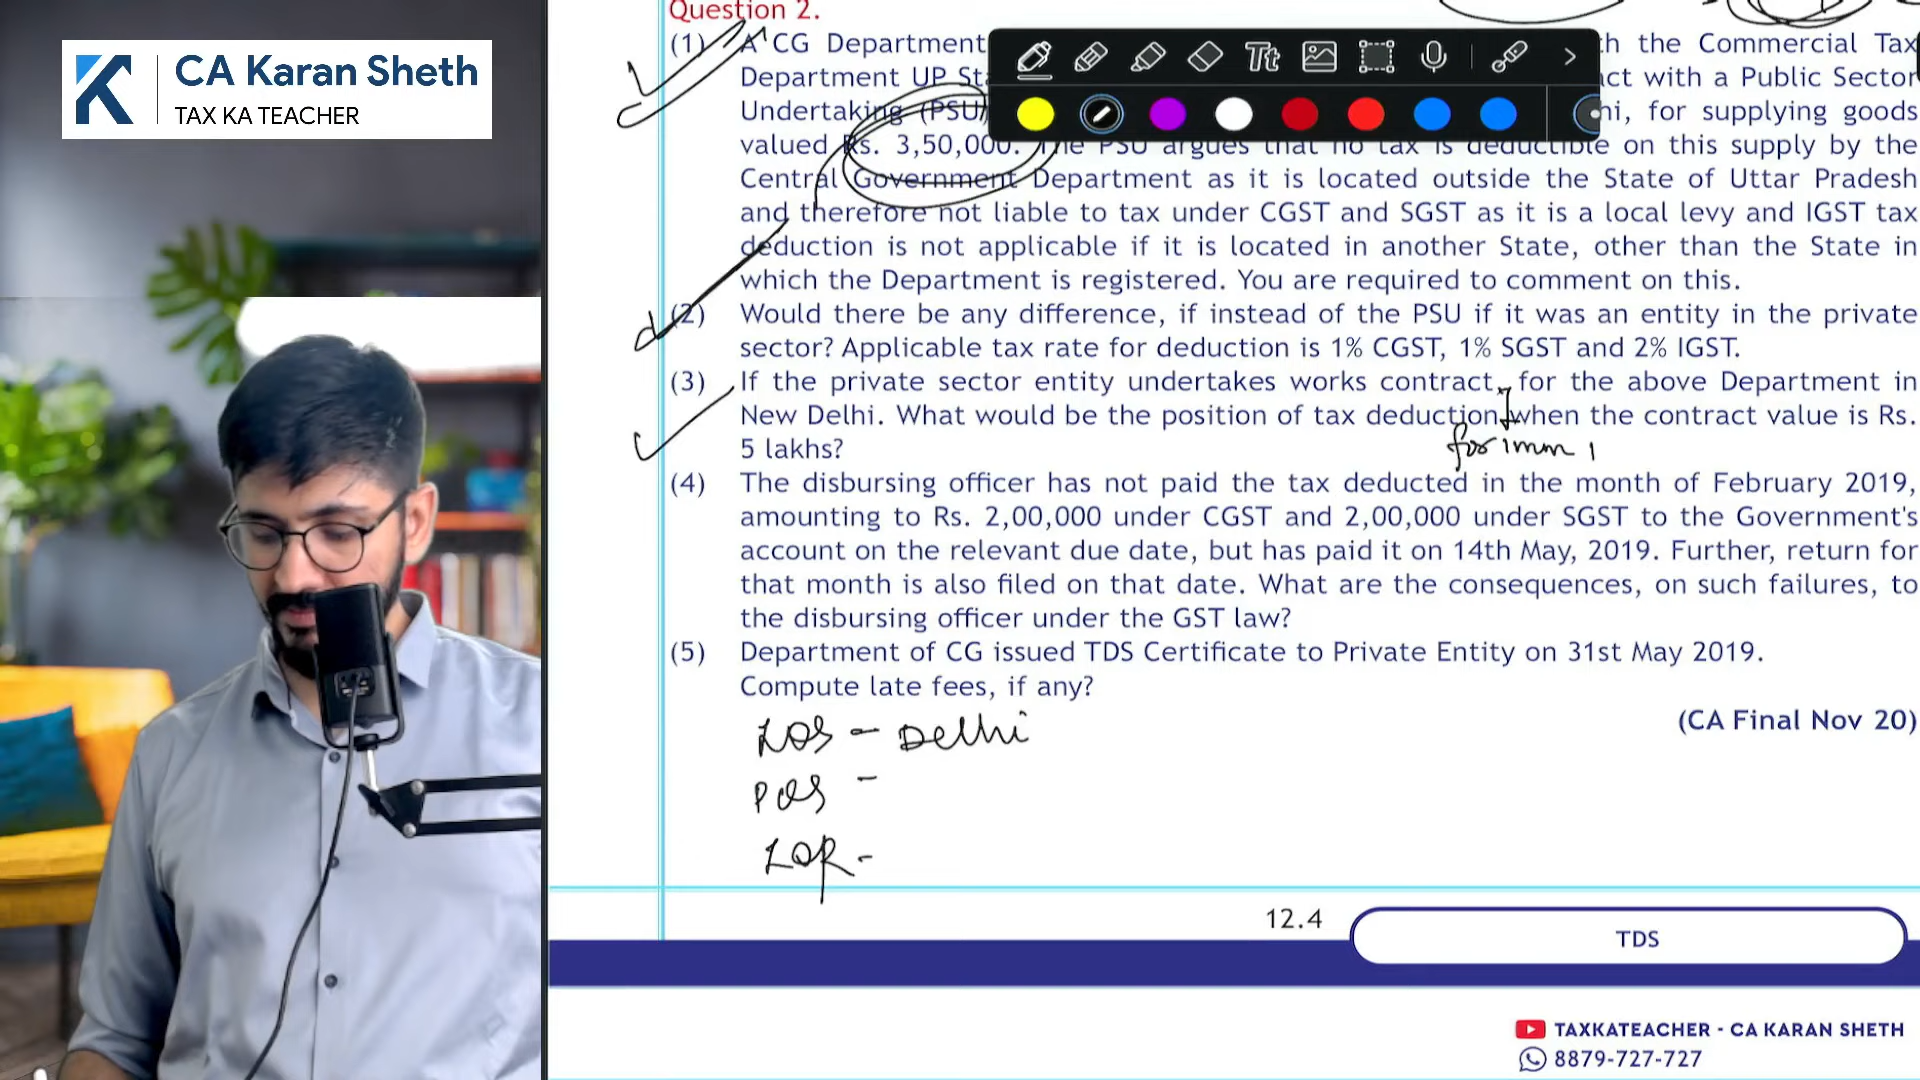 CA Karan Sheth
TAX KA TEACHER
Question 2.
(1) A CG Department h the Commercial Tax
Department UP Sta act with a Public Sector
Undertaking (PSU) hi, for supplying goods
valued Rs. 3,50,000. The PSU argues that no tax is deductible on this supply by the
Central Government Department as it is located outside the State of Uttar Pradesh
and therefore not liable to tax under CGST and SGST as it is a local levy and IGST tax
deduction is not applicable if it is located in another State, other than the State in
which the Department is registered. You are required to comment on this.
(2) Would there be any difference, if instead of the PSU if it was an entity in the private
sector? Applicable tax rate for deduction is 1% CGST, 1% SGST and 2% IGST.
(3) If the private sector entity undertakes works contract, for the above Department in
New Delhi. What would be the position of tax deduction when the contract value is Rs.
5 lakhs?
for imm
(4) The disbursing officer has not paid the tax deducted in the month of February 2019,
amounting to Rs. 2,00,000 under CGST and 2,00,000 under SGST to the Government's
account on the relevant due date, but has paid it on 14th May, 2019. Further, return for
that month is also filed on that date. What are the consequences, on such failures, to
the disbursing officer under the GST law?
(5) Department of CG issued TDS Certificate to Private Entity on 31st May 2019.
Compute late fees, if any?
(CA Final Nov 20)
LOS - Delhi
POS -
LOR -
12.4
TDS
TAXKATEACHER - CA KARAN SHETH
8879-727-727